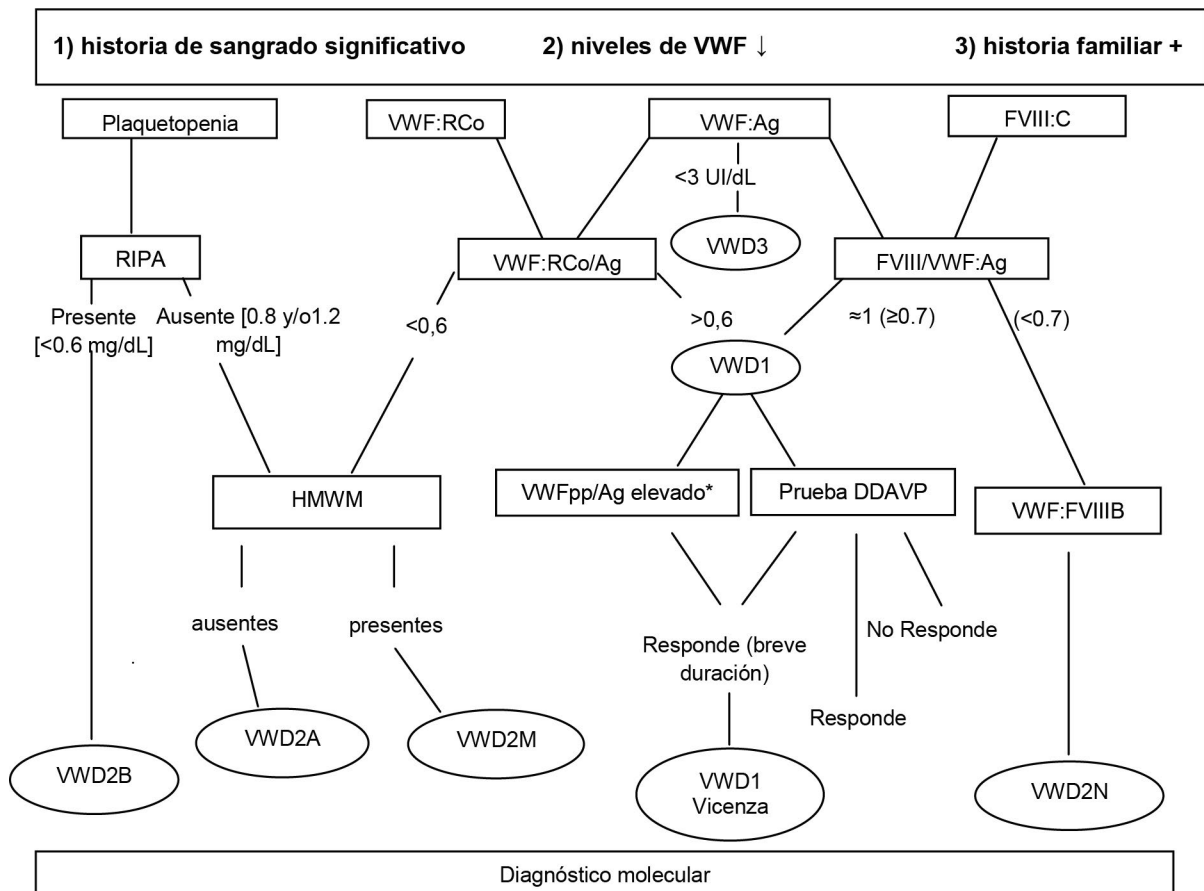 1) historia de sangrado significativo 2) niveles de VWF ↓ 3) historia familiar +
Plaquetopenia
VWF:RCo
VWF:Ag
FVIII:C
<3 UI/dL
RIPA
VWF:RCo/Ag
VWD3
FVIII/VWF:Ag
Presente
[<0.6 mg/dL]
Ausente [0.8 y/o1.2
mg/dL]
<0,6
>0,6
≈1 (≥0.7)
(<0.7)
VWD1
HMWM
VWFpp/Ag elevado*
Prueba DDAVP
VWF:FVIIIB
ausentes
presentes
Responde (breve
duración)
No Responde
Responde
VWD2B
VWD2A
VWD2M
VWD1
Vicenza
VWD2N
Diagnóstico molecular